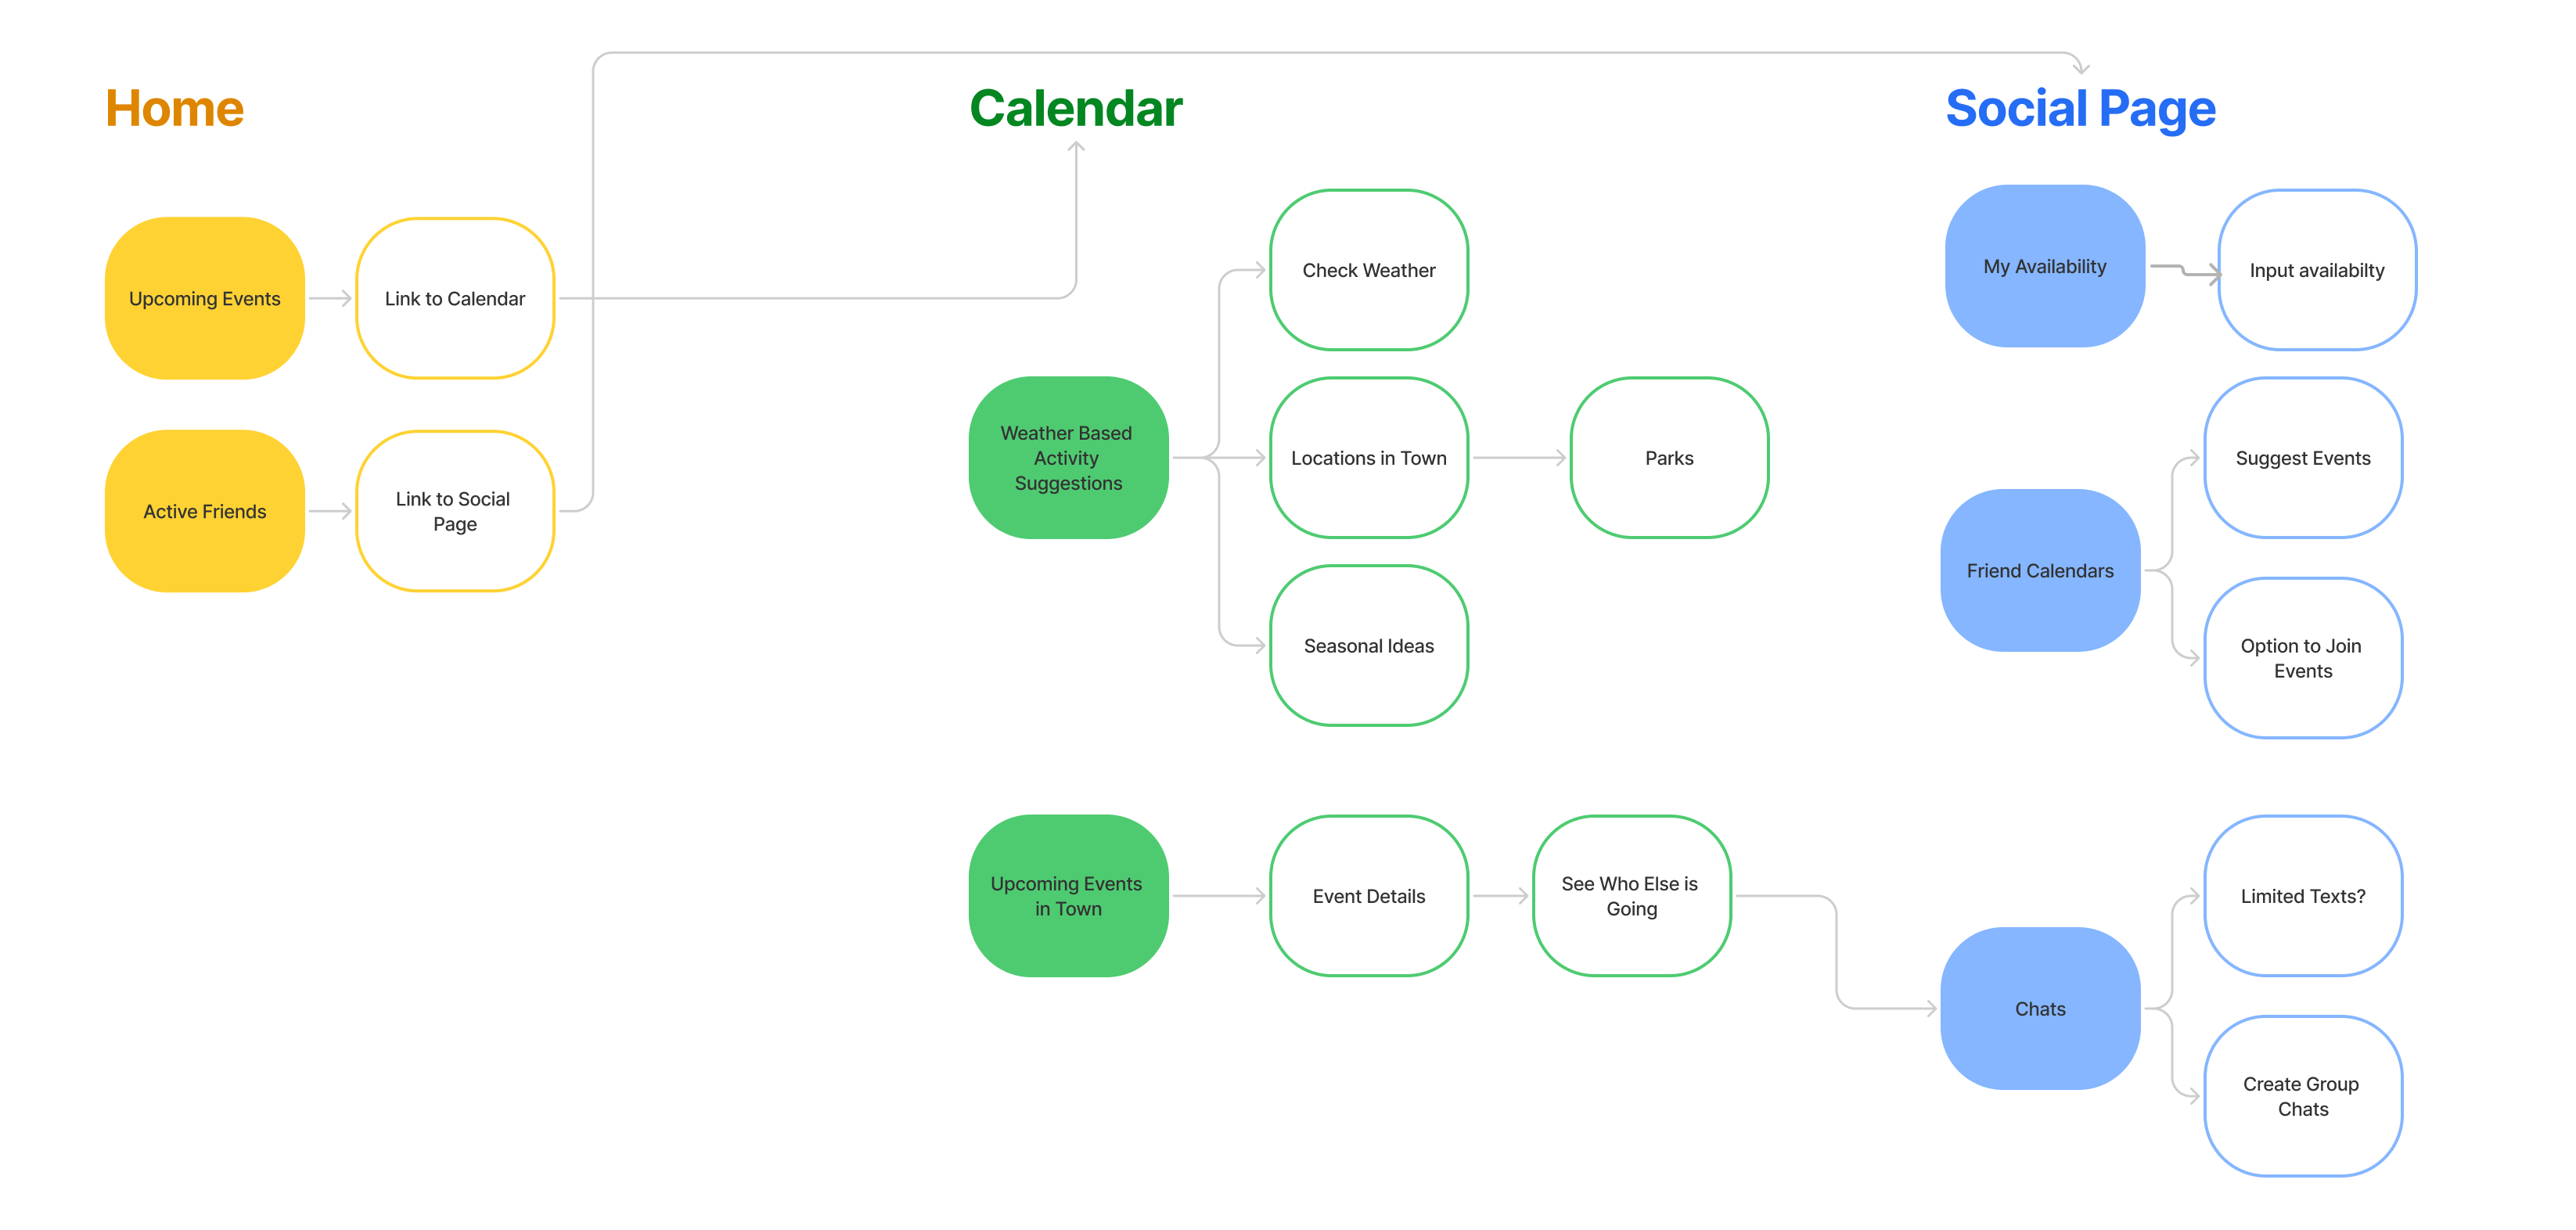 Home
Upcoming Events
Link to Calendar
Active Friends
Link to Social
Page
Calendar
Check Weather
Weather Based
Activity
Suggestions
Locations in Town
Parks
Seasonal Ideas
Upcoming Events
in Town
Event Details
See Who Else is
Going
Social Page
My Availability
Input availabilty
Friend Calendars
Suggest Events
Option to Join
Events
Chats
Limited Texts?
Create Group
Chats